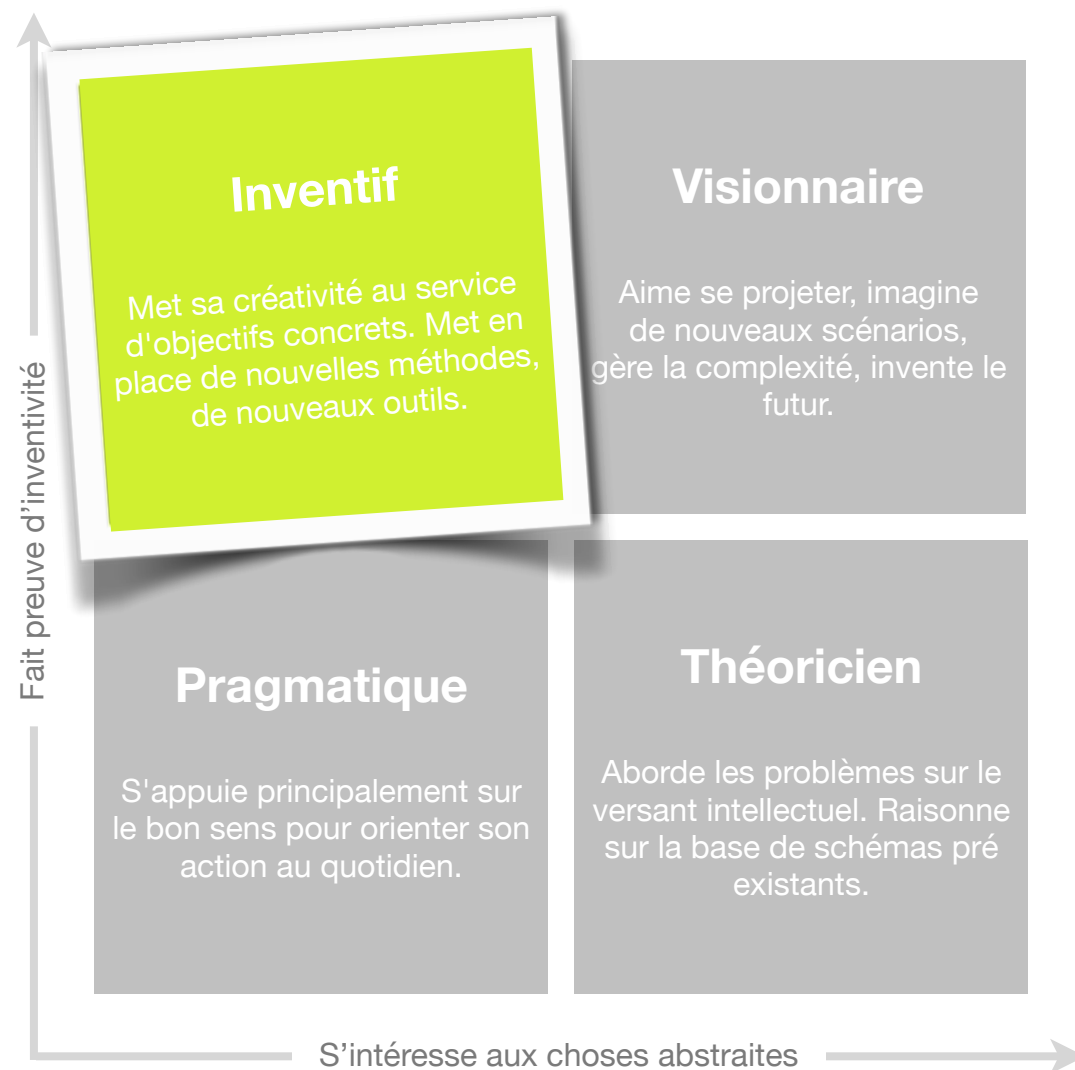 Inventif
Met sa créativité au service
d'objectifs concrets. Met en
place de nouvelles méthodes,
de nouveaux outils.
Visionnaire
Aime se projeter, imagine
de nouveaux scénarios,
gère la complexité, invente le
futur.
Fait preuve d’inventivité
Pragmatique
S'appuie principalement sur
le bon sens pour orienter son
action au quotidien.
Théoricien
Aborde les problèmes sur le
versant intellectuel. Raisonne
sur la base de schémas pré
existants.
S’intéresse aux choses abstraites